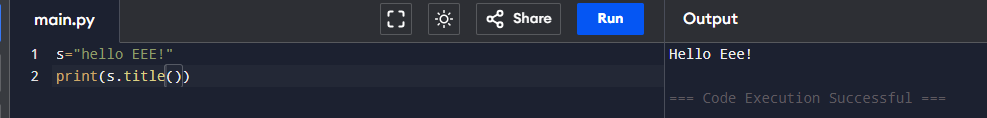 main.py
Share
Run
Output
1 s="hello EEE!"
2 print(s.title())
Hello Eee!
=== Code Execution Successful ===